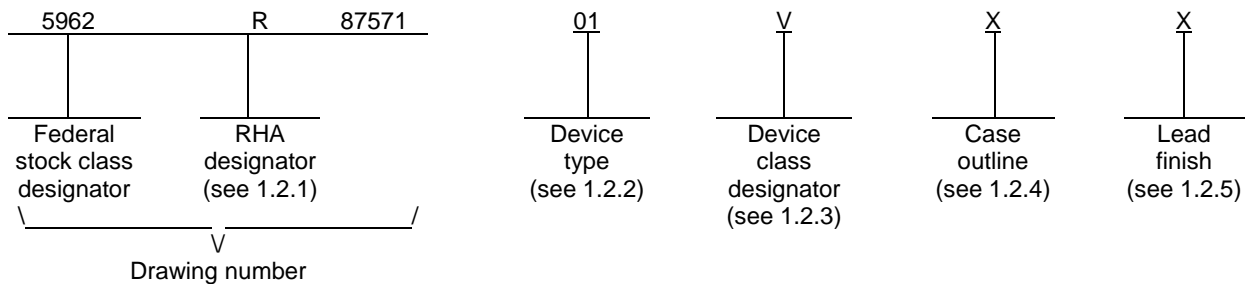 5962 R 87571 01 V X X
Federal stock class designator
RHA designator (see 1.2.1)
Device type (see 1.2.2)
Device class designator (see 1.2.3)
Case outline (see 1.2.4)
Lead finish (see 1.2.5)
\ /
\/
Drawing number